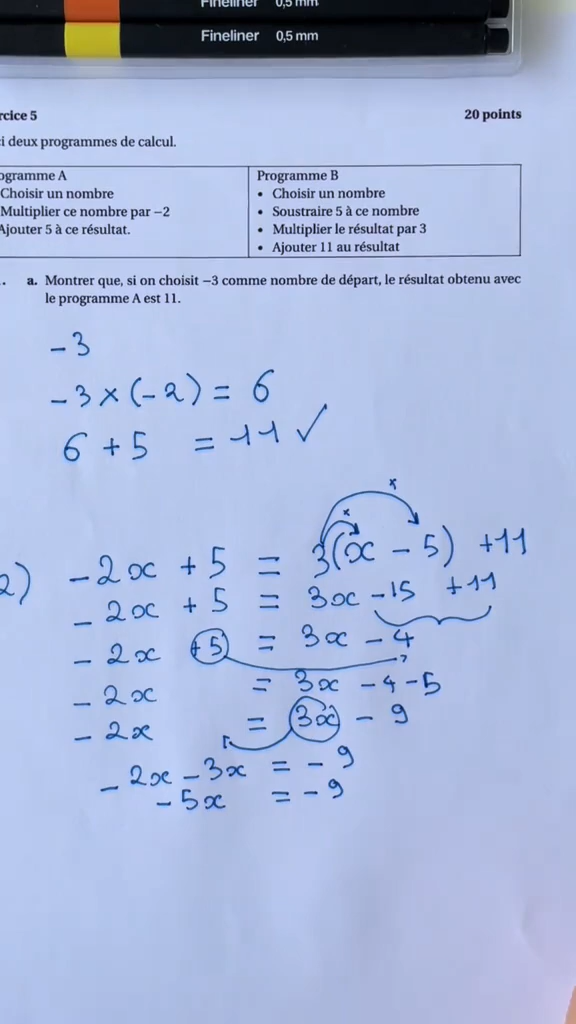 Fineliner 0,5 mm
Fineliner 0,5 mm
rcice 5 20 points
i deux programmes de calcul.
ogramme A
Choisir un nombre
Multiplier ce nombre par −2
Ajouter 5 à ce résultat.
Programme B
• Choisir un nombre
• Soustraire 5 à ce nombre
• Multiplier le résultat par 3
• Ajouter 11 au résultat
. a. Montrer que, si on choisit −3 comme nombre de départ, le résultat obtenu avec
le programme A est 11.
-3
-3 × (-2) = 6
6 + 5 = 11 ✓
× ×
2) -2x + 5 = 3(x - 5) + 11
-2x + 5 = 3x - 15 + 11
-2x +5 = 3x - 4
-2x = 3x - 4 - 5
-2x = 3x - 9
-2x - 3x = -9
-5x = -9